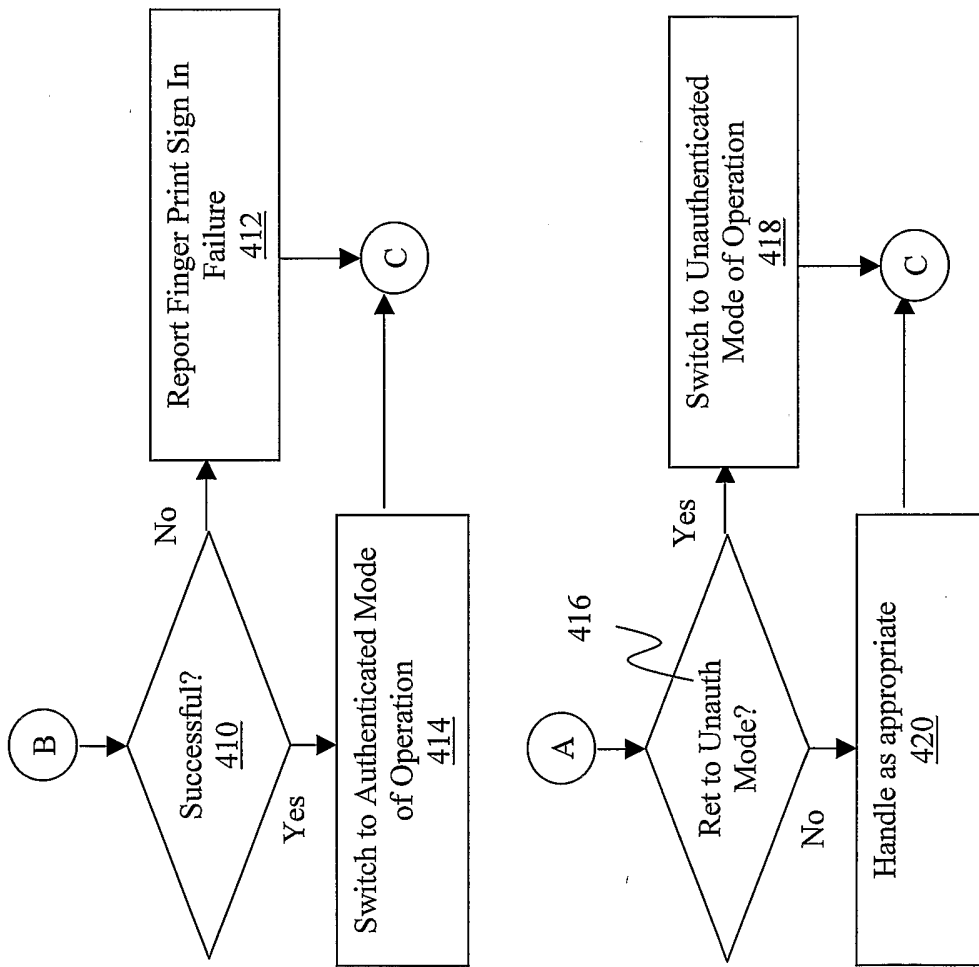 B
Successful?
410
No
Yes
Report Finger Print Sign In
Failure
412
Switch to Authenticated Mode
of Operation
414
C
A
416
Ret to Unauth
Mode?
Yes
No
Switch to Unauthenticated
Mode of Operation
418
Handle as appropriate
420
C